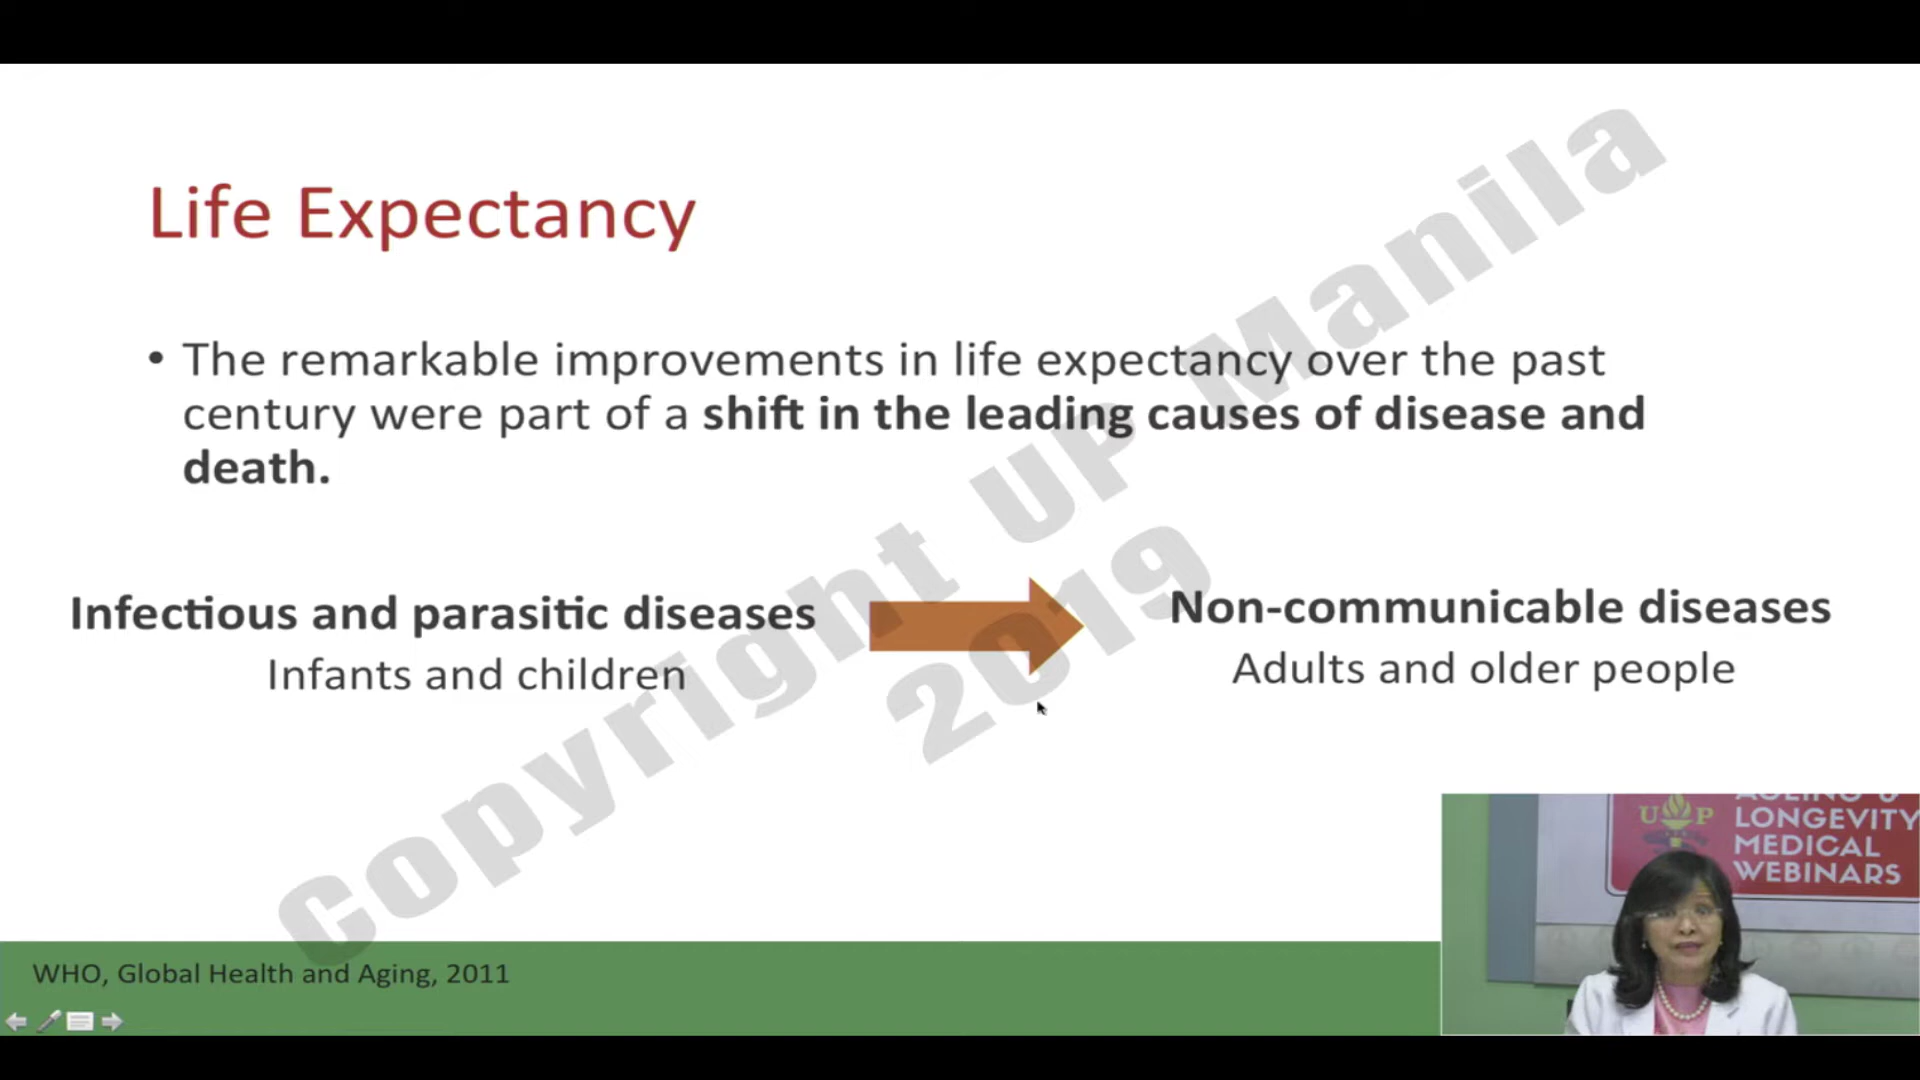 Life Expectancy
• The remarkable improvements in life expectancy over the past
century were part of a shift in the leading causes of disease and
death.
Infectious and parasitic diseases
Infants and children
Non-communicable diseases
Adults and older people
Copyright UP Manila
2019
WHO, Global Health and Aging, 2011
U P
AGEING &
LONGEVITY
MEDICAL
WEBINARS